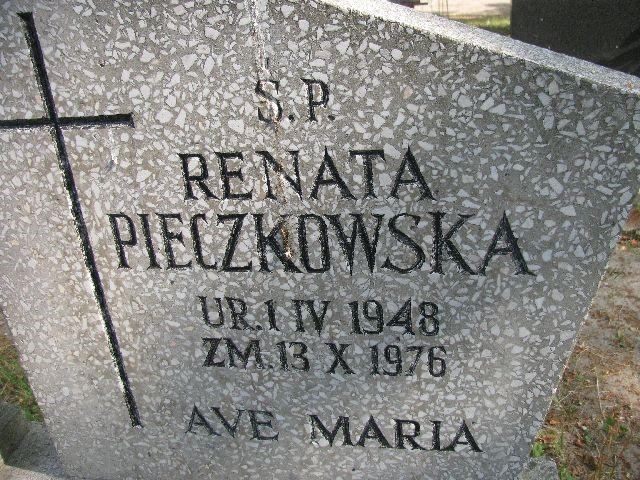 Ś.P.
RENATA
PIECZKOWSKA
UR.1 IV 1948
ZM.13 X 1976
AVE MARIA